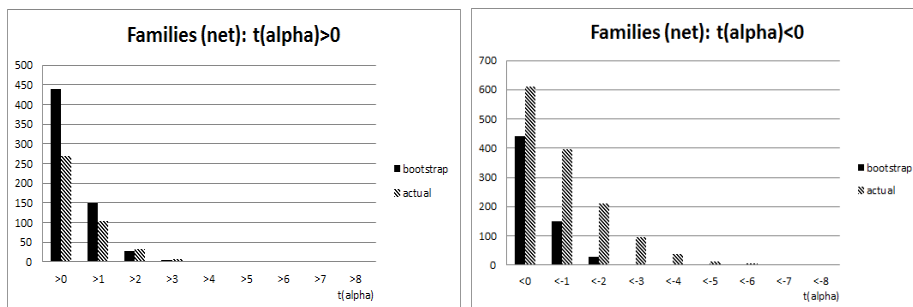 Families (net): t(alpha)>0
500
450
400
350
300
250
200
150
100
50
0
>0 >1 >2 >3 >4 >5 >6 >7 >8
t(alpha)
bootstrap
actual
Families (net): t(alpha)<0
700
600
500
400
300
200
100
0
<0 <-1 <-2 <-3 <-4 <-5 <-6 <-7 <-8
t(alpha)
bootstrap
actual